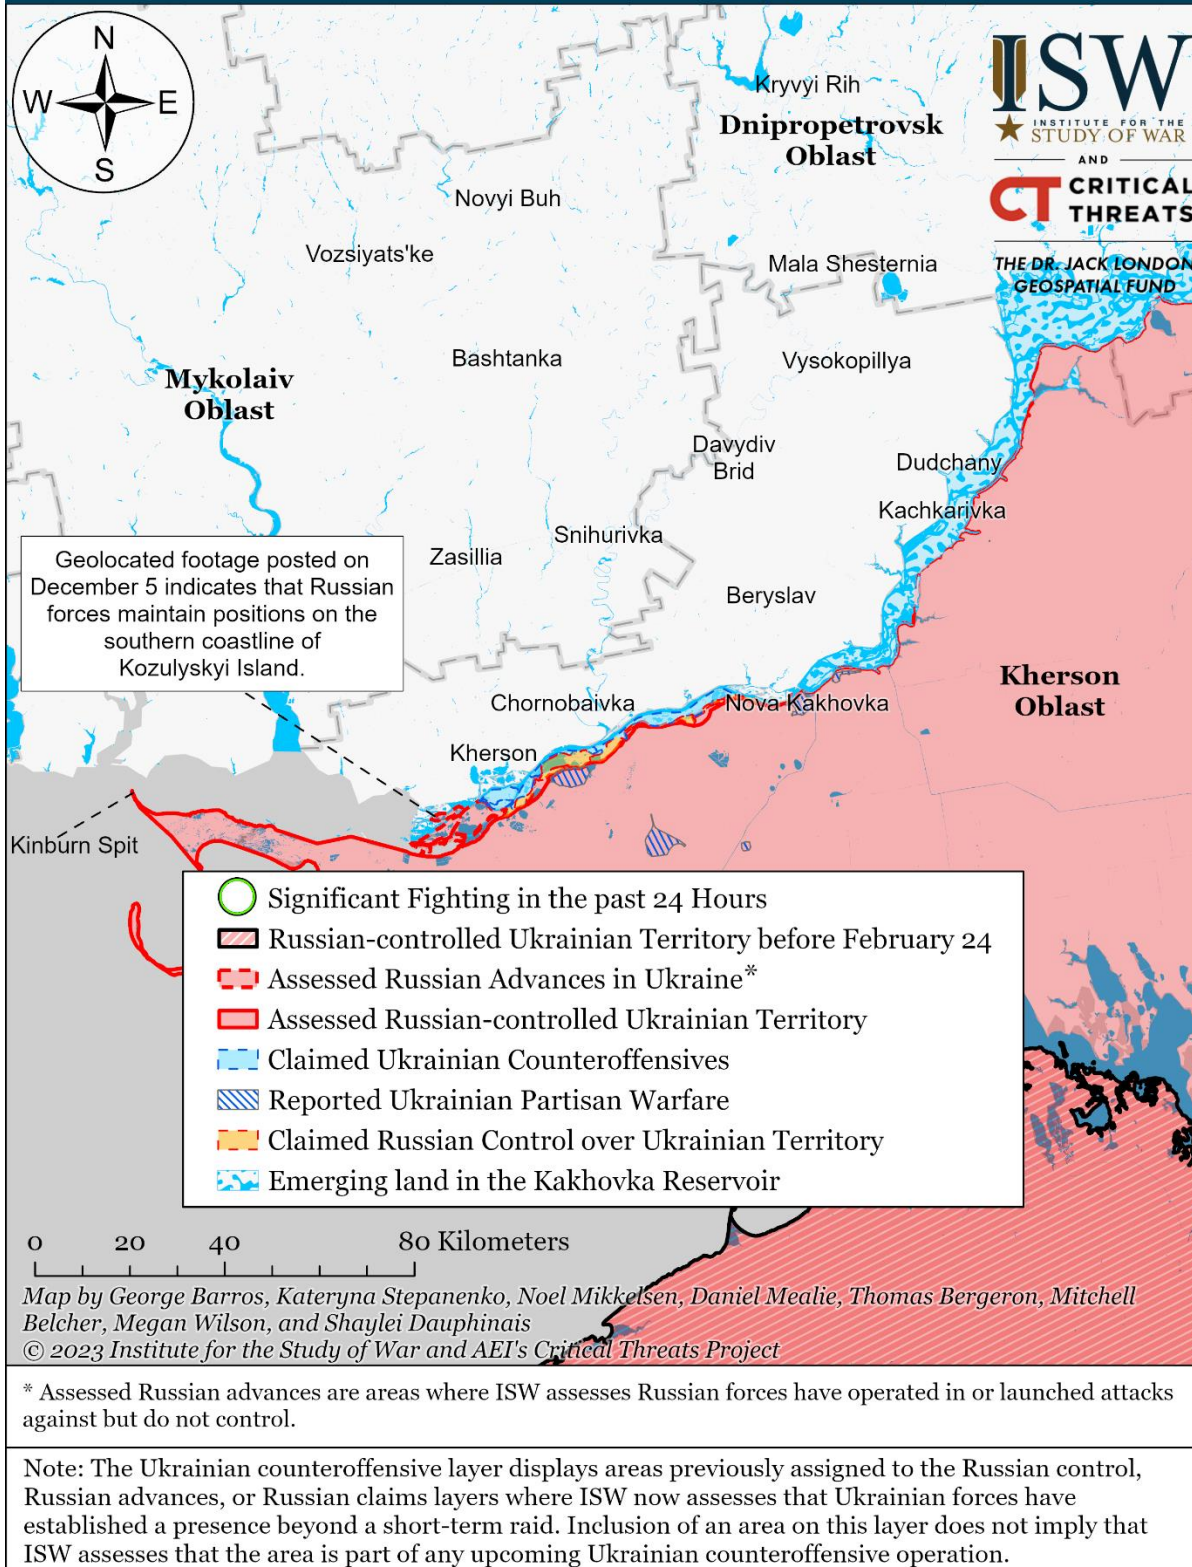 N
W
E
S
ISW
INSTITUTE FOR THE
STUDY OF WAR
AND
CT CRITICAL
THREATS
THE DR. JACK LONDON
GEOSPATIAL FUND
Kryvyi Rih
Dnipropetrovsk
Oblast
Novyi Buh
Vozsiyats'ke
Mala Shesternia
Bashtanka
Vysokopillya
Mykolaiv
Oblast
Davydiv
Brid
Dudchany
Kachkarivka
Snihurivka
Zasillia
Beryslav
Geolocated footage posted on
December 5 indicates that Russian
forces maintain positions on the
southern coastline of
Kozulyskyi Island.
Kherson
Oblast
Chornobaivka
Nova Kakhovka
Kherson
Kinburn Spit
Significant Fighting in the past 24 Hours
Russian-controlled Ukrainian Territory before February 24
Assessed Russian Advances in Ukraine*
Assessed Russian-controlled Ukrainian Territory
Claimed Ukrainian Counteroffensives
Reported Ukrainian Partisan Warfare
Claimed Russian Control over Ukrainian Territory
Emerging land in the Kakhovka Reservoir
0 20 40 80 Kilometers
Map by George Barros, Kateryna Stepanenko, Noel Mikkelsen, Daniel Mealie, Thomas Bergeron, Mitchell
Belcher, Megan Wilson, and Shaylei Dauphinais
© 2023 Institute for the Study of War and AEI's Critical Threats Project
* Assessed Russian advances are areas where ISW assesses Russian forces have operated in or launched attacks
against but do not control.
Note: The Ukrainian counteroffensive layer displays areas previously assigned to the Russian control,
Russian advances, or Russian claims layers where ISW now assesses that Ukrainian forces have
established a presence beyond a short-term raid. Inclusion of an area on this layer does not imply that
ISW assesses that the area is part of any upcoming Ukrainian counteroffensive operation.